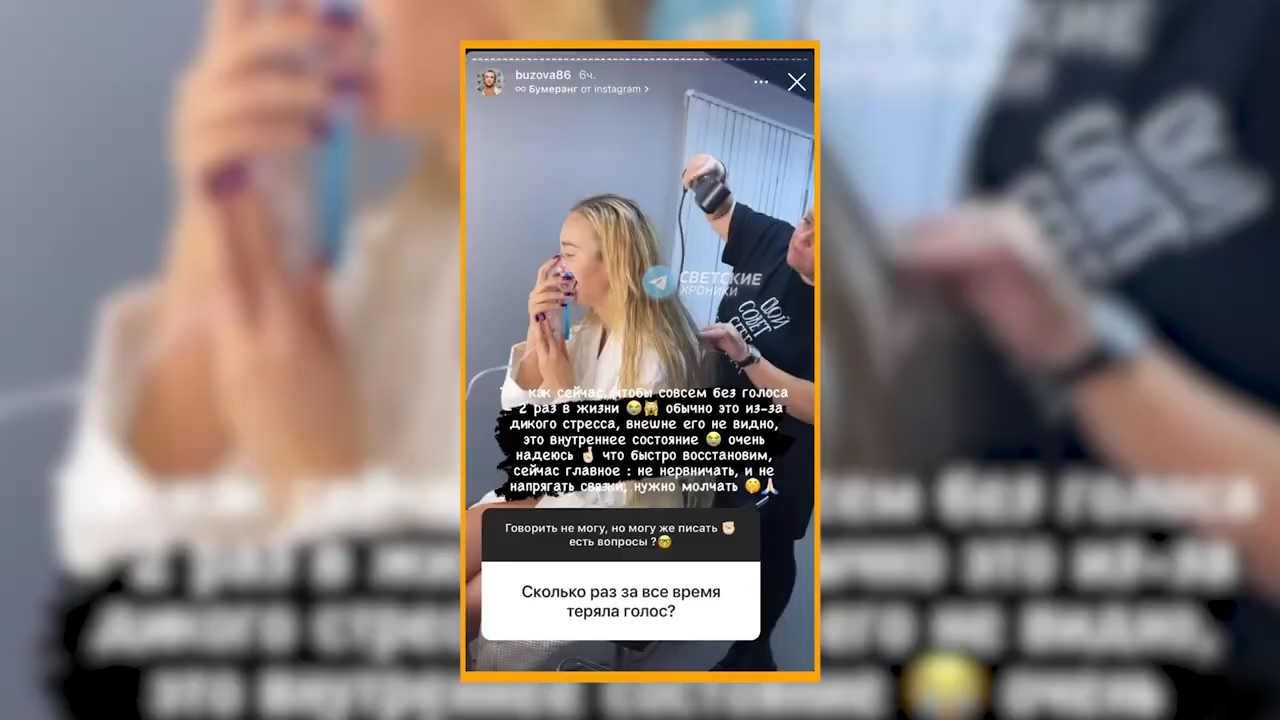 buzova86 6ч.
∞ Бумеранг от instagram >
СВЕТСКИЕ
ХРОНИКИ
СВОЙ
СОВЕТ
СЕБЕ
как сейчас, чтобы совсем без голоса
2 раз в жизни 😭🙀 обычно это из-за
дикого стресса, внешне его не видно,
это внутреннее состояние 😭 очень
надеюсь 🤞🏻 что быстро восстановим,
сейчас главное : не нервничать, и не
напрягать связки, нужно молчать 🤫🙏🏻
Говорить не могу, но могу же писать ✊🏻
есть вопросы ?🤓
Сколько раз за все время
теряла голос?